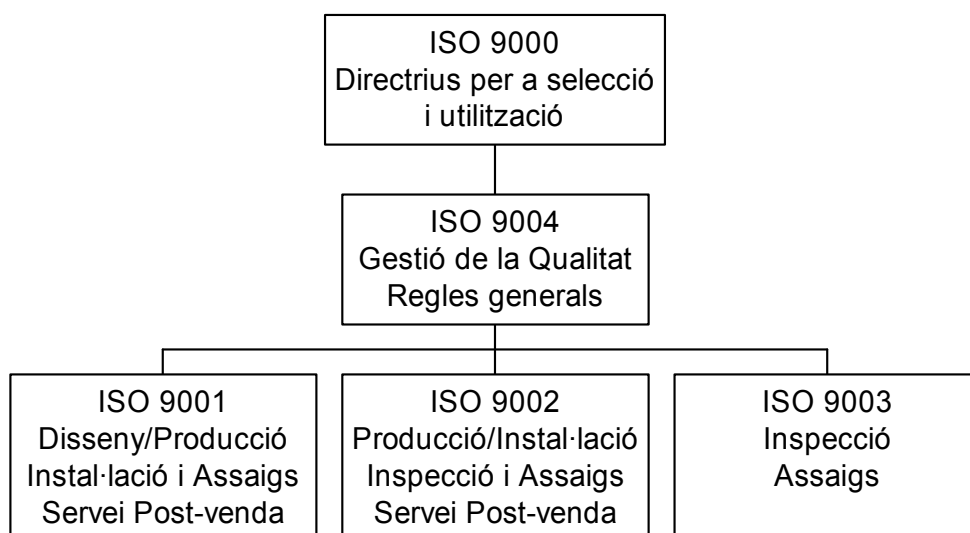 ISO 9000
Directrius per a selecció
i utilització
ISO 9004
Gestió de la Qualitat
Regles generals
ISO 9001
Disseny/Producció
Instal·lació i Assaigs
Servei Post-venda
ISO 9002
Producció/Instal·lació
Inspecció i Assaigs
Servei Post-venda
ISO 9003
Inspecció
Assaigs